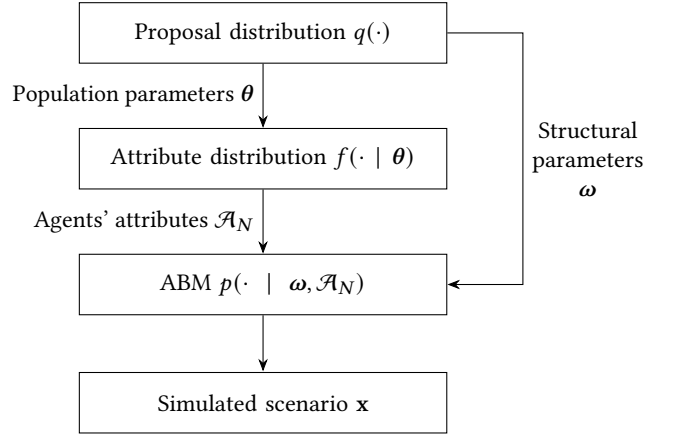 Proposal distribution q(·)
Population parameters θ
Structural
parameters
ω
Attribute distribution f(· | θ)
Agents’ attributes 𝒜_N
ABM p(· | ω, 𝒜_N)
Simulated scenario x